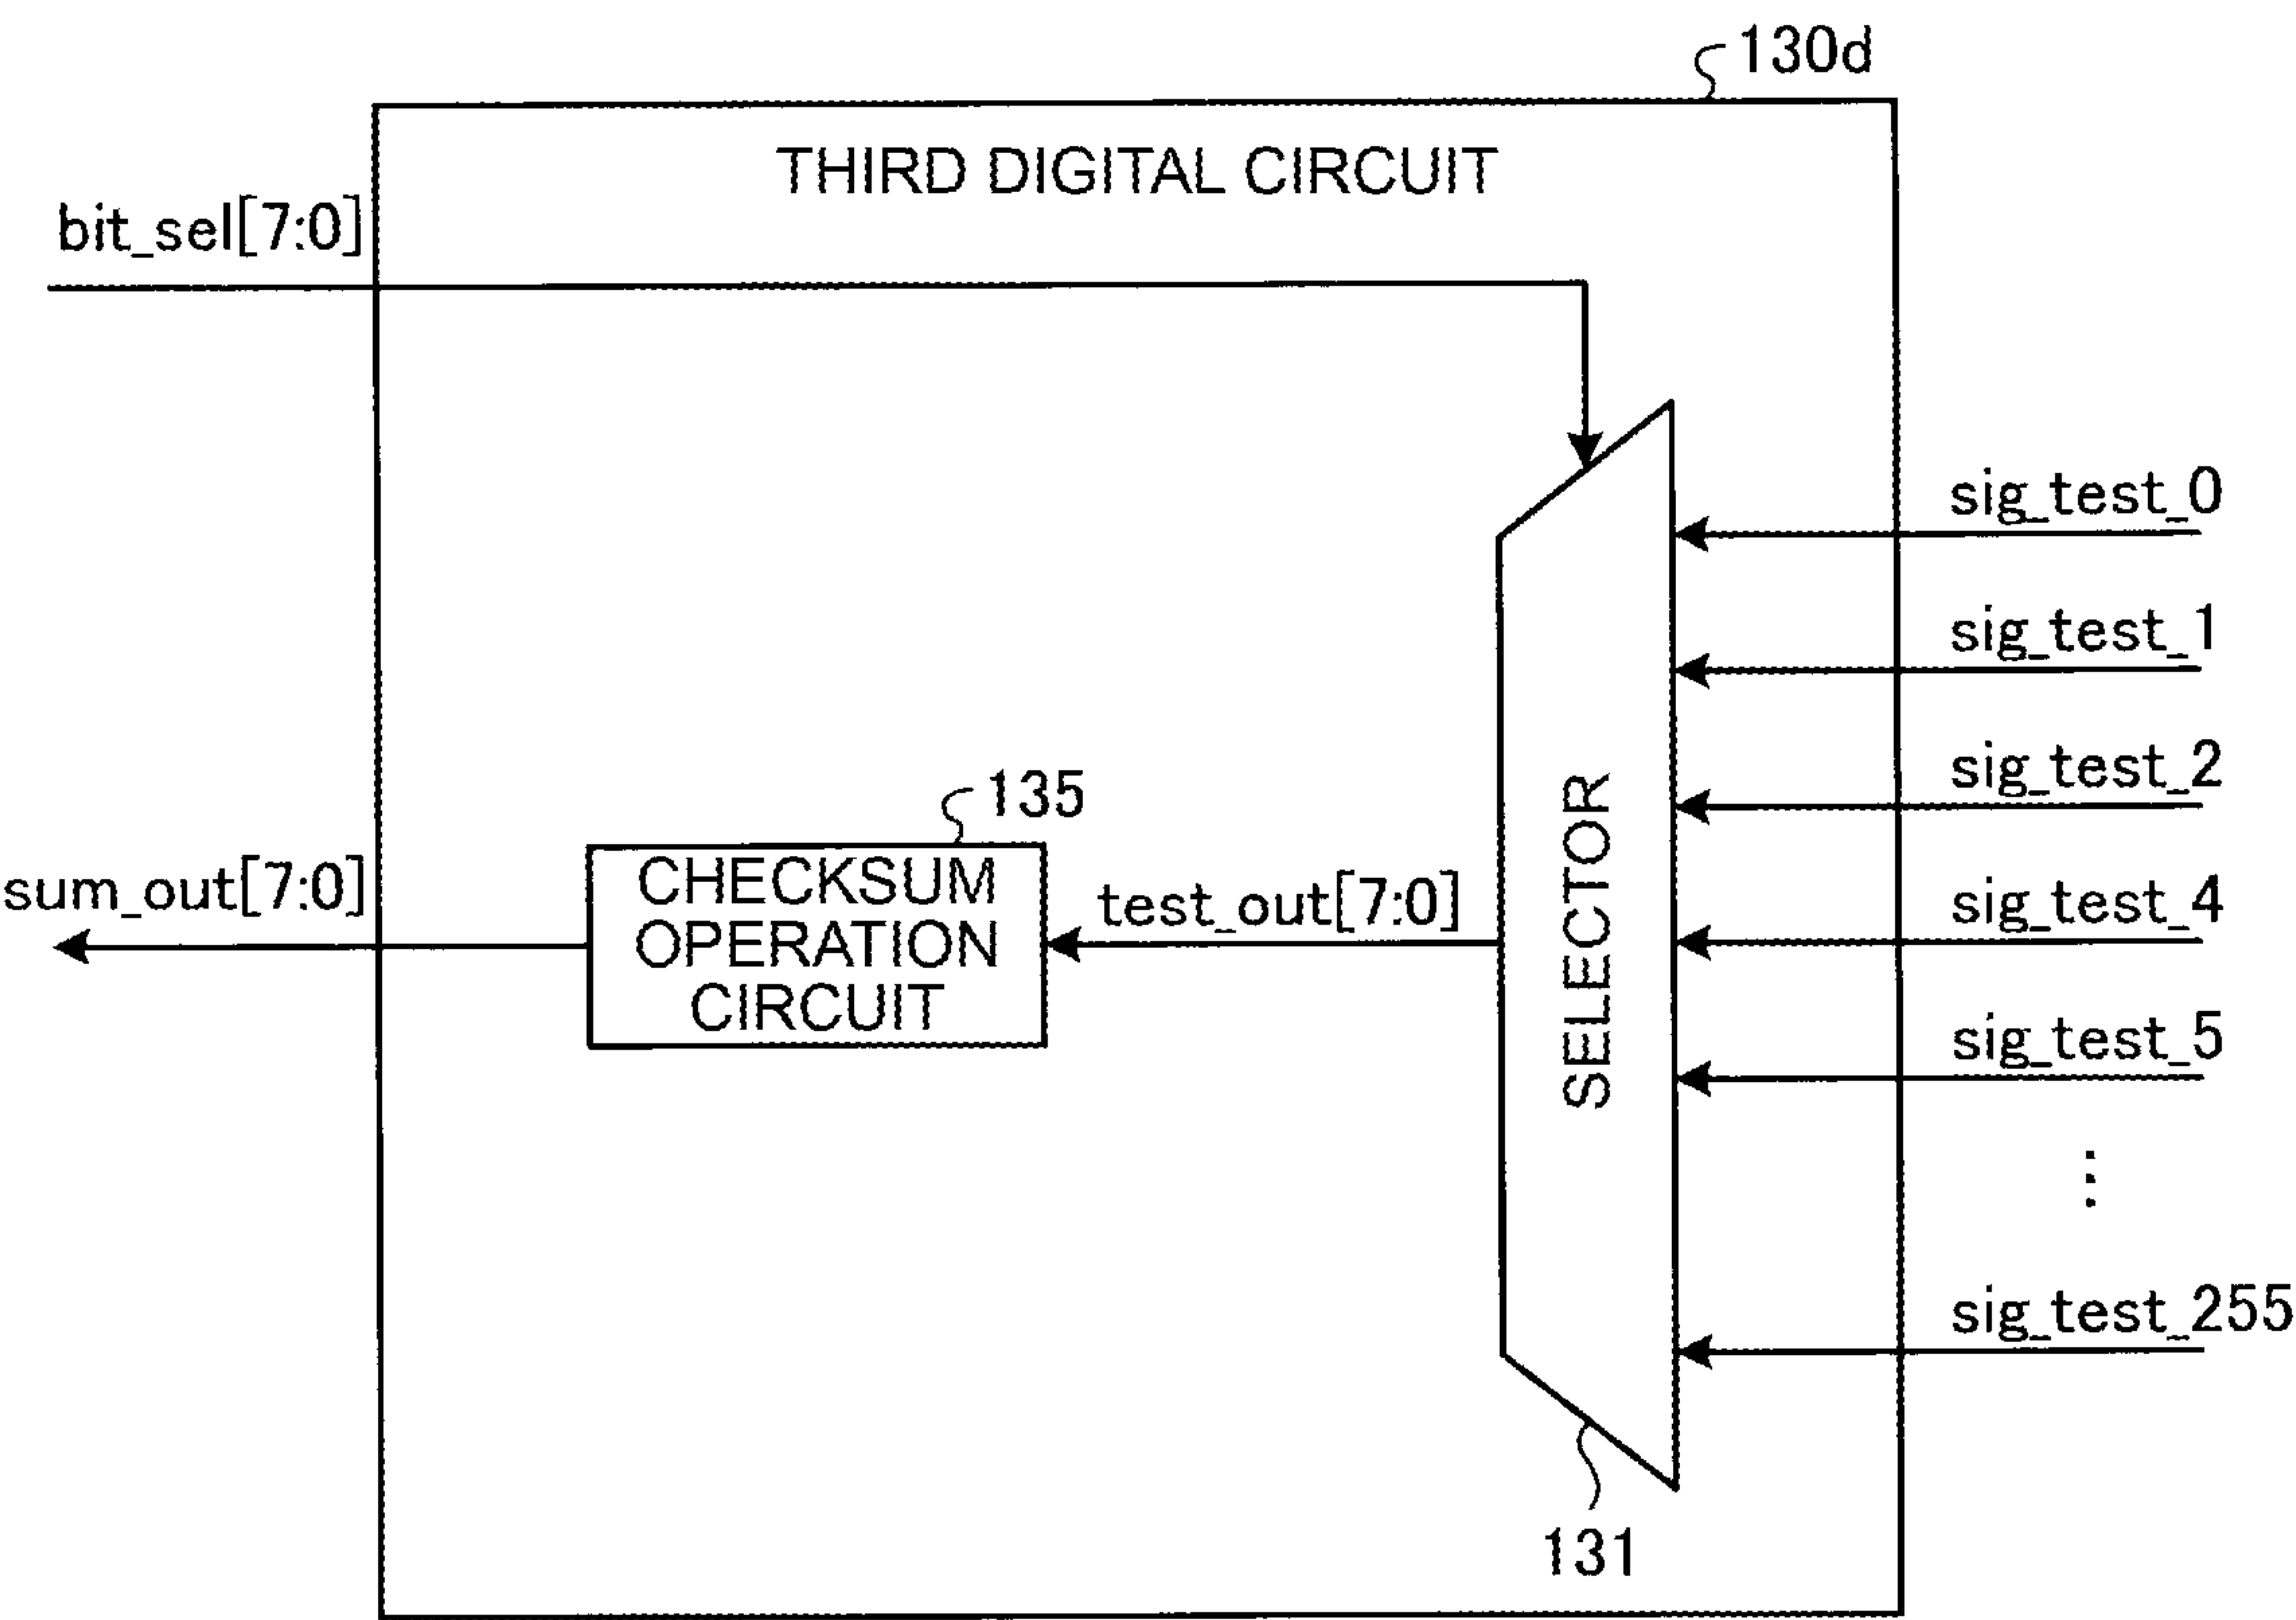 130d
THIRD DIGITAL CIRCUIT
bit_sel[7:0]
sig_test_0
sig_test_1
sig_test_2
135
sum_out[7:0]
CHECKSUM
OPERATION
CIRCUIT
test_out[7:0]
SELECTOR
sig_test_4
sig_test_5
⋮
sig_test_255
131